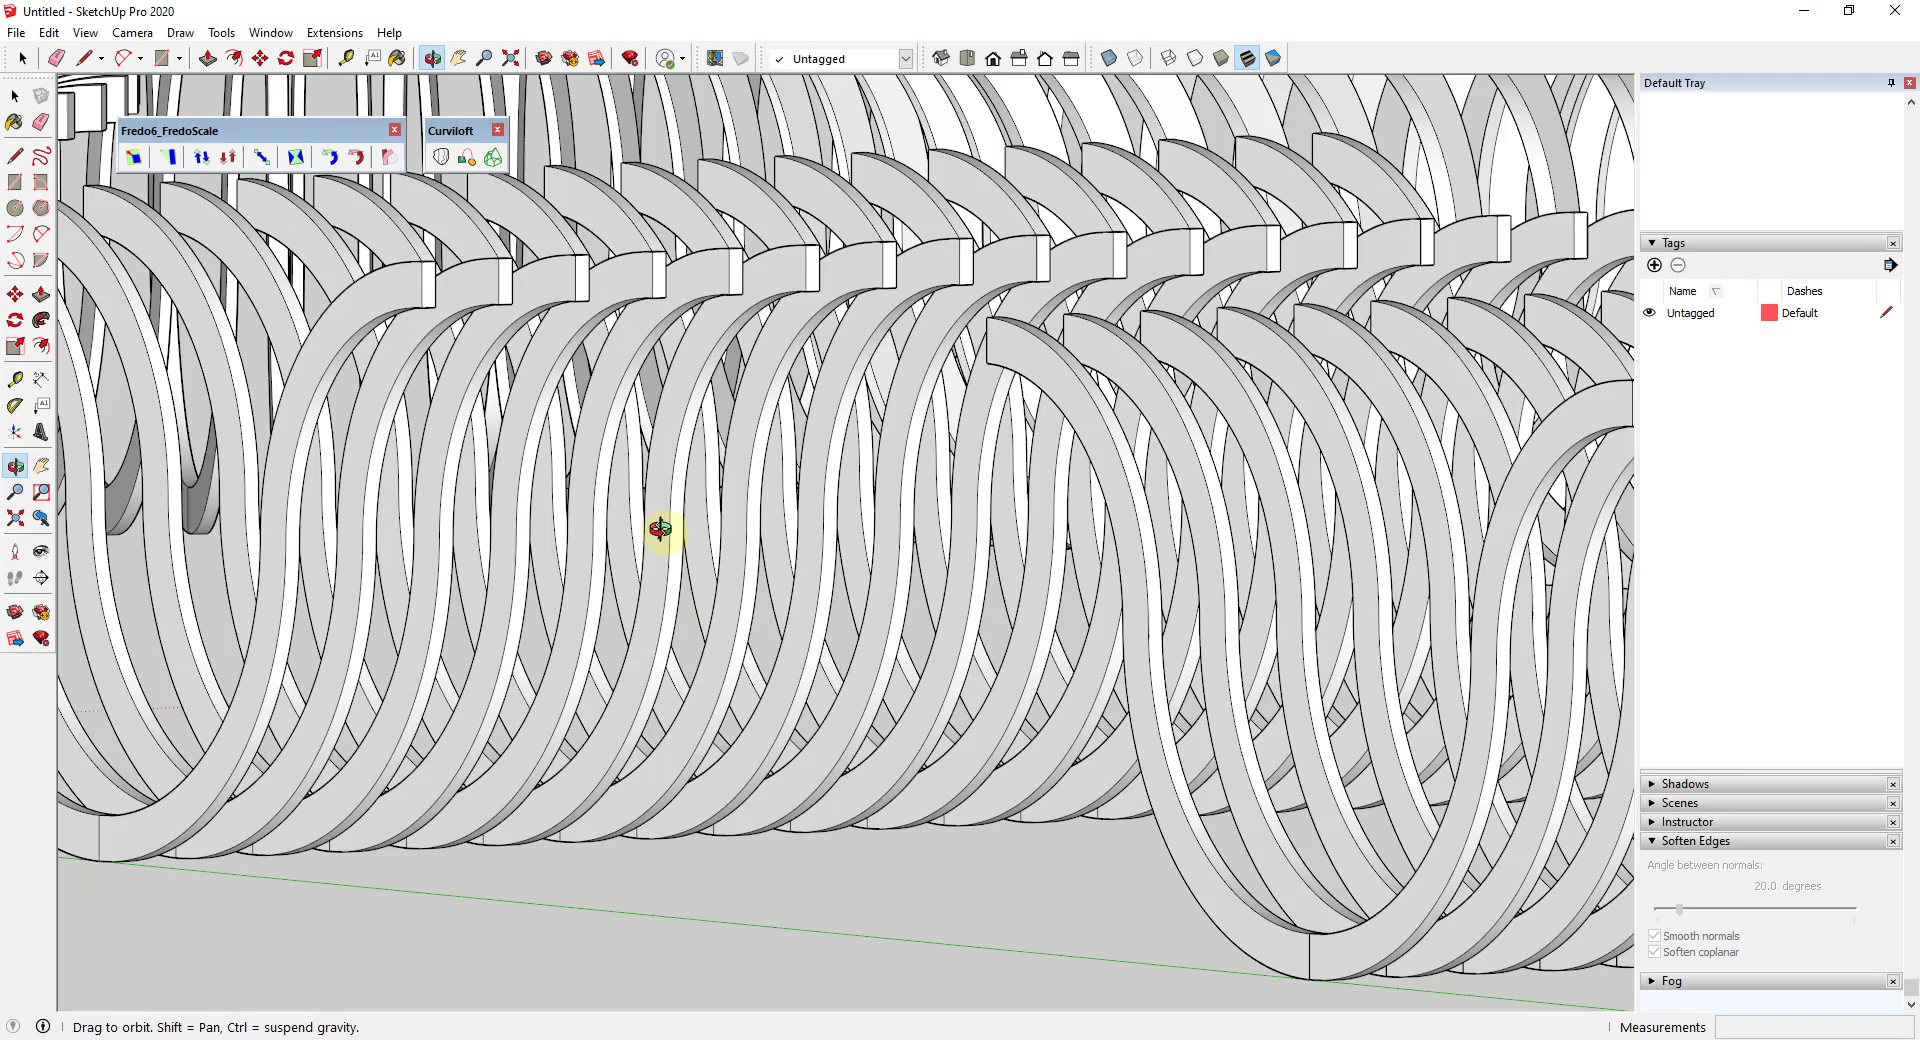 Untitled - SketchUp Pro 2020
File Edit View Camera Draw Tools Window Extensions Help
Untagged
Default Tray
Fredo6_FredoScale
Curviloft
Tags
Name Dashes
Untagged Default
A1
A1
Shadows
Scenes
Instructor
Soften Edges
Angle between normals:
20.0 degrees
Smooth normals
Soften coplanar
Fog
Drag to orbit. Shift = Pan, Ctrl = suspend gravity.
Measurements